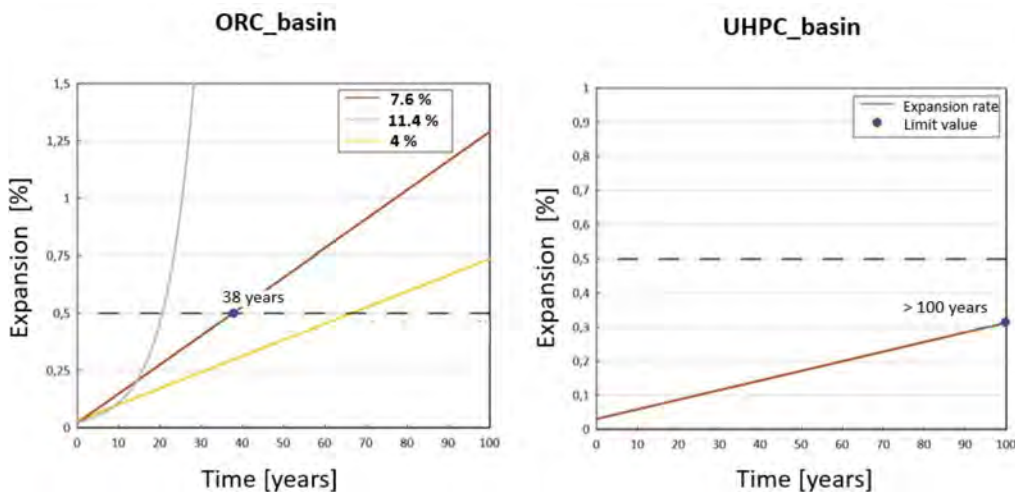 ORC_basin
Expansion [%]
1,5
1,25
1
0,75
0,5
0,25
0
7.6 %
11.4 %
4 %
38 years
0 10 20 30 40 50 60 70 80 90 100
Time [years]
UHPC_basin
Expansion [%]
1
0,9
0,8
0,7
0,6
0,5
0,4
0,3
0,2
0,1
0
Expansion rate
Limit value
> 100 years
0 10 20 30 40 50 60 70 80 90 100
Time [years]